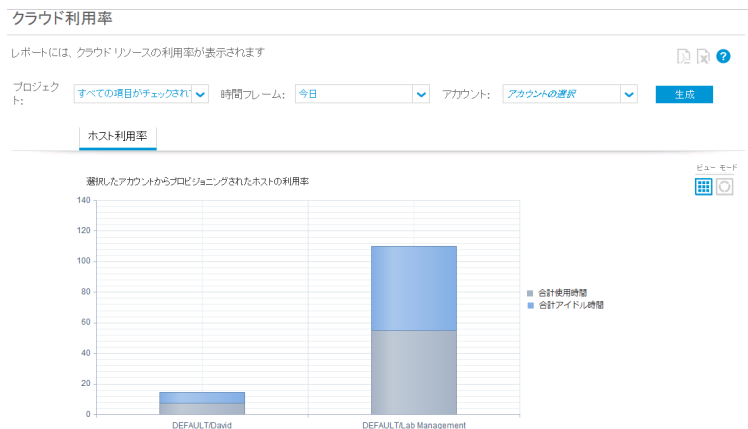 クラウド利用率
レポートには、クラウド リソースの利用率が表示されます
プロジェクト:
すべての項目がチェックされて
時間フレーム:
今日
アカウント:
アカウントの選択
生成
ホスト利用率
ビュー モード
選択したアカウントからプロビジョニングされたホストの利用率
140
120
100
80
60
40
20
0
合計使用時間
合計アイドル時間
DEFAULT/David
DEFAULT/Lab Management